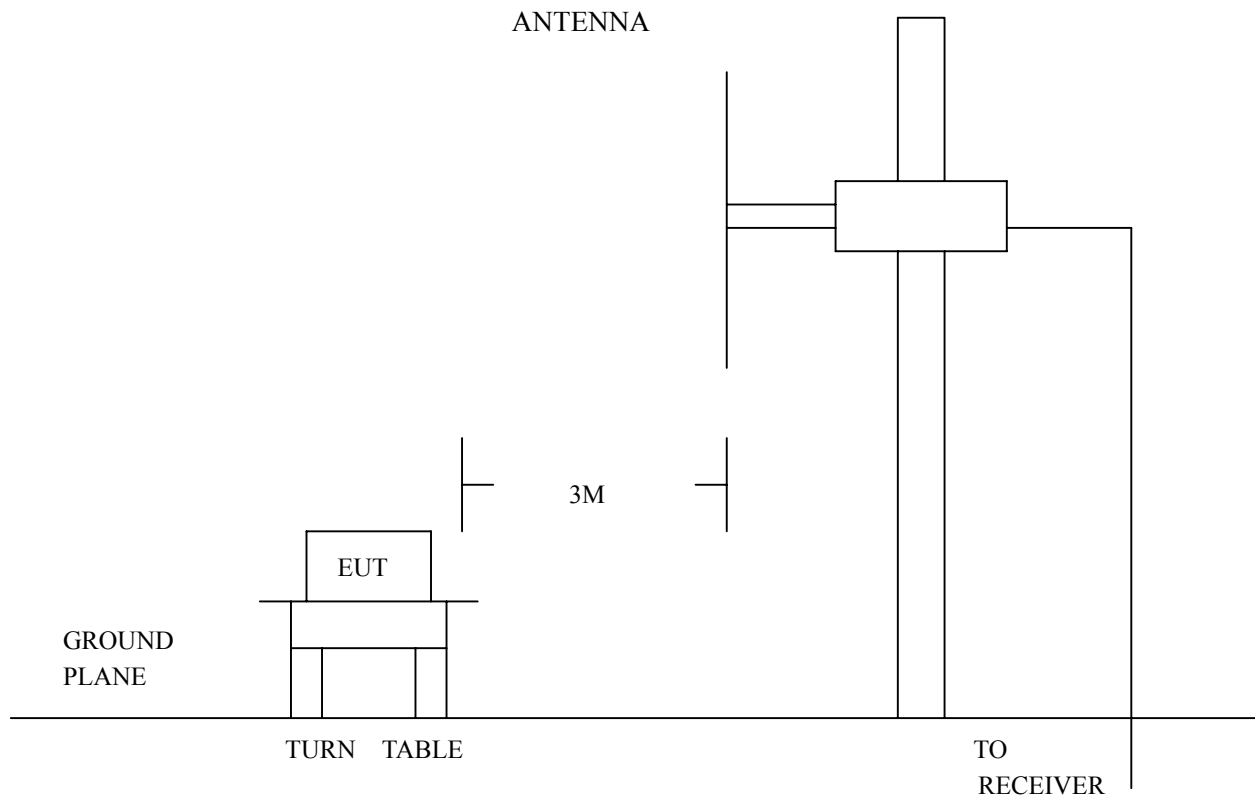 ANTENNA
3M
EUT
GROUND
PLANE
TURN TABLE
TO
RECEIVER